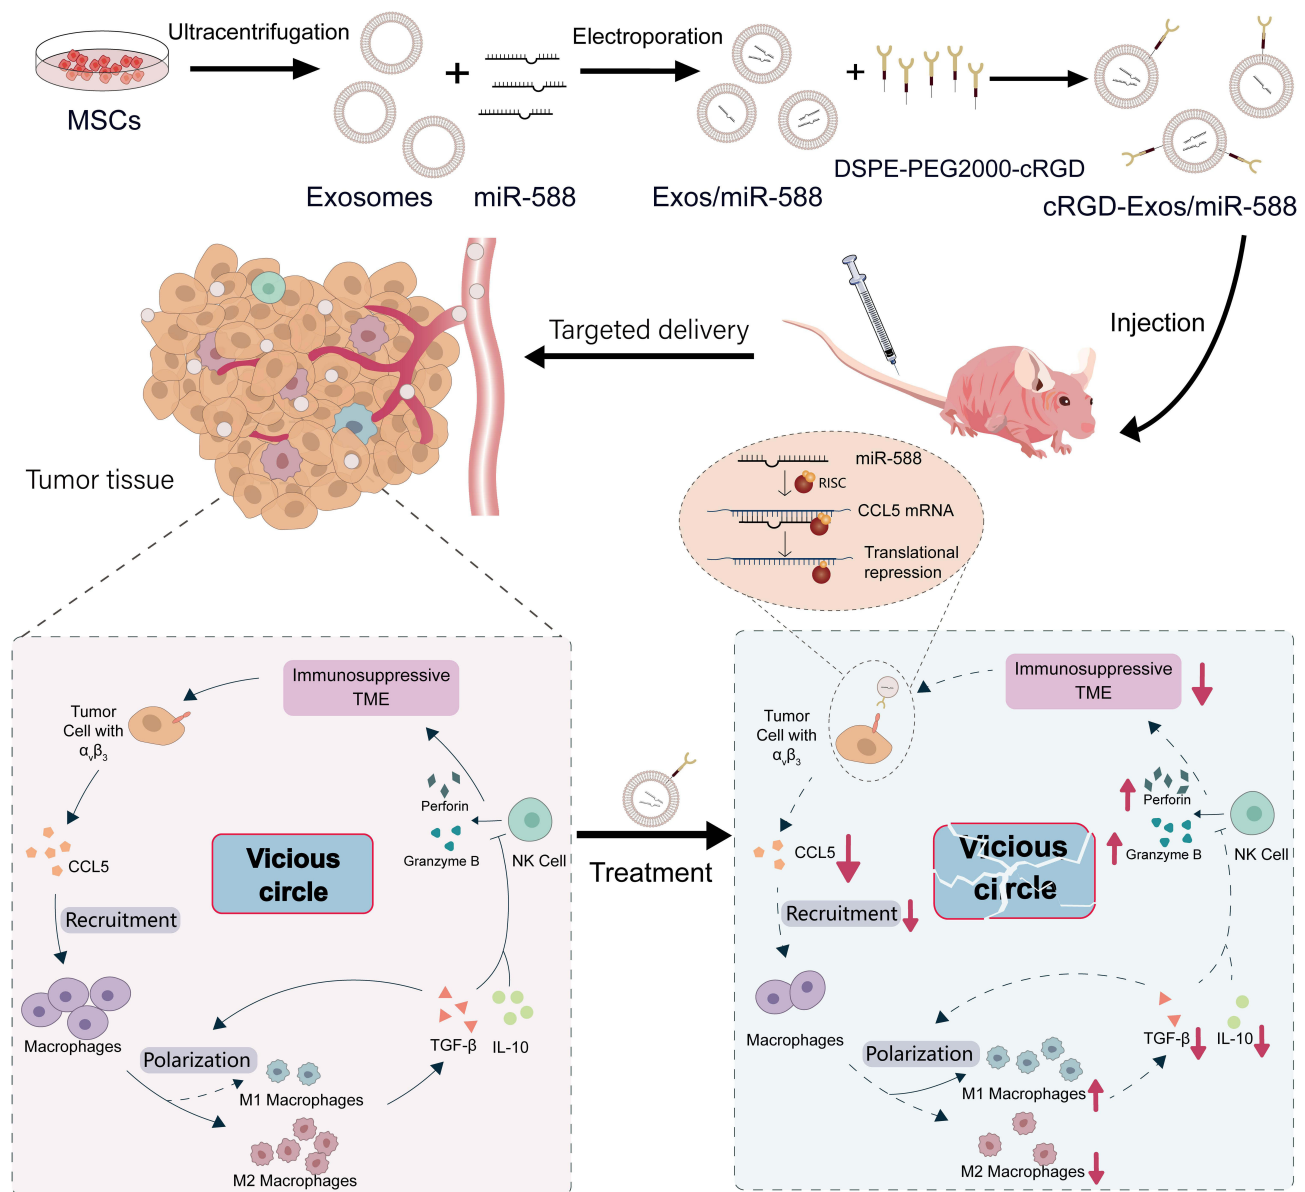 Ultracentrifugation
Electroporation
MSCs
Exosomes
miR-588
Exos/miR-588
DSPE-PEG2000-cRGD
cRGD-Exos/miR-588
Injection
Targeted delivery
Tumor tissue
miR-588
RISC
CCL5 mRNA
Translational
repression
Immunosuppressive
TME
Tumor
Cell with
αvβ3
Perforin
Granzyme B
NK Cell
CCL5
Vicious
circle
Recruitment
Macrophages
Polarization
TGF-β
IL-10
M1 Macrophages
M2 Macrophages
Treatment
Immunosuppressive
TME
Tumor
Cell with
αvβ3
Perforin
Granzyme B
NK Cell
CCL5
Vicious
circle
Recruitment
Macrophages
Polarization
TGF-β
IL-10
M1 Macrophages
M2 Macrophages